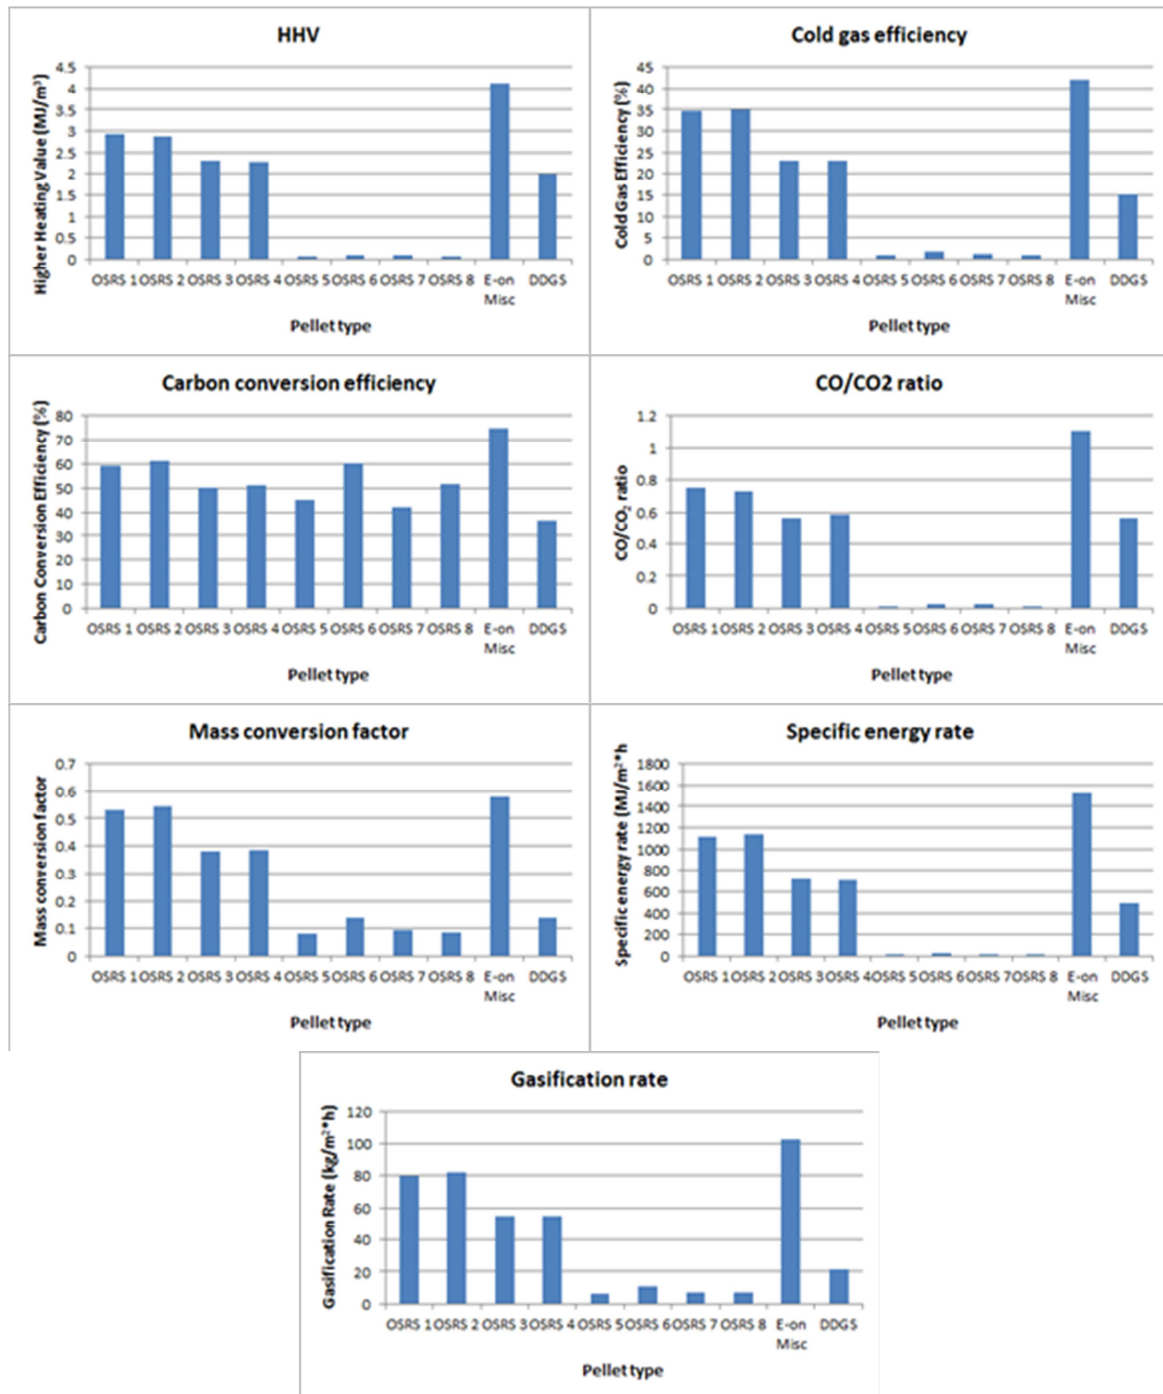 HHV
Higher Heating Value (MJ/m³)
4.5
4
3.5
3
2.5
2
1.5
1
0.5
0
OSRS 1 OSRS 2 OSRS 3 OSRS 4 OSRS 5 OSRS 6 OSRS 7 OSRS 8 E-on DDGS
Misc
Pellet type
Cold gas efficiency
Cold Gas Efficiency (%)
45
40
35
30
25
20
15
10
5
0
OSRS 1 OSRS 2 OSRS 3 OSRS 4 OSRS 5 OSRS 6 OSRS 7 OSRS 8 E-on DDGS
Misc
Pellet type
Carbon conversion efficiency
Carbon Conversion Efficiency (%)
80
70
60
50
40
30
20
10
0
OSRS 1 OSRS 2 OSRS 3 OSRS 4 OSRS 5 OSRS 6 OSRS 7 OSRS 8 E-on DDGS
Misc
Pellet type
CO/CO2 ratio
CO/CO₂ ratio
1.2
1
0.8
0.6
0.4
0.2
0
OSRS 1 OSRS 2 OSRS 3 OSRS 4 OSRS 5 OSRS 6 OSRS 7 OSRS 8 E-on DDGS
Misc
Pellet type
Mass conversion factor
Mass conversion factor
0.7
0.6
0.5
0.4
0.3
0.2
0.1
0
OSRS 1 OSRS 2 OSRS 3 OSRS 4 OSRS 5 OSRS 6 OSRS 7 OSRS 8 E-on DDGS
Misc
Pellet type
Specific energy rate
Specific energy rate (MJ/m²*h)
1800
1600
1400
1200
1000
800
600
400
200
0
OSRS 1 OSRS 2 OSRS 3 OSRS 4 OSRS 5 OSRS 6 OSRS 7 OSRS 8 E-on DDGS
Misc
Pellet type
Gasification rate
Gasification Rate (kg/m²*h)
120
100
80
60
40
20
0
OSRS 1 OSRS 2 OSRS 3 OSRS 4 OSRS 5 OSRS 6 OSRS 7 OSRS 8 E-on DDGS
Misc
Pellet type